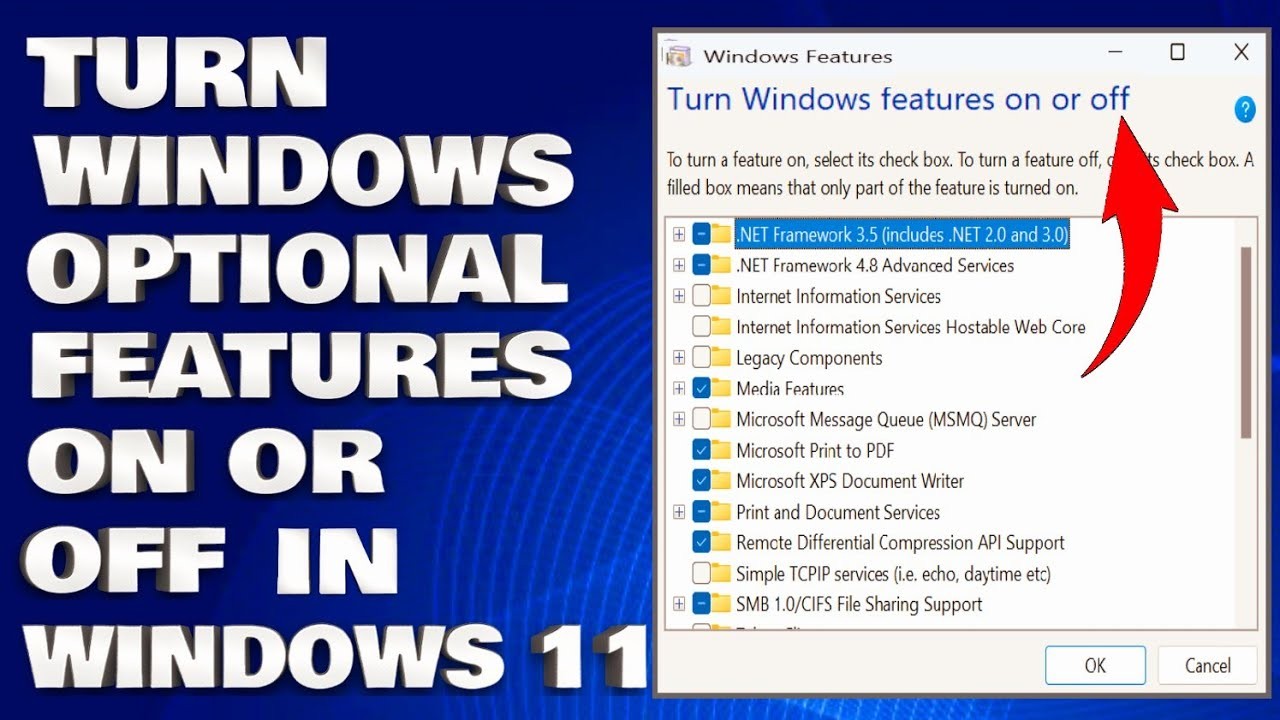 TURN
WINDOWS
OPTIONAL
FEATURES
ON OR
OFF IN
WINDOWS 11
Windows Features
Turn Windows features on or off
?
To turn a feature on, select its check box. To turn a feature off, its check box. A
filled box means that only part of the feature is turned on.
.NET Framework 3.5 (includes .NET 2.0 and 3.0)
.NET Framework 4.8 Advanced Services
Internet Information Services
Internet Information Services Hostable Web Core
Legacy Components
Media Features
Microsoft Message Queue (MSMQ) Server
Microsoft Print to PDF
Microsoft XPS Document Writer
Print and Document Services
Remote Differential Compression API Support
Simple TCPIP services (i.e. echo, daytime etc)
SMB 1.0/CIFS File Sharing Support
OK
Cancel